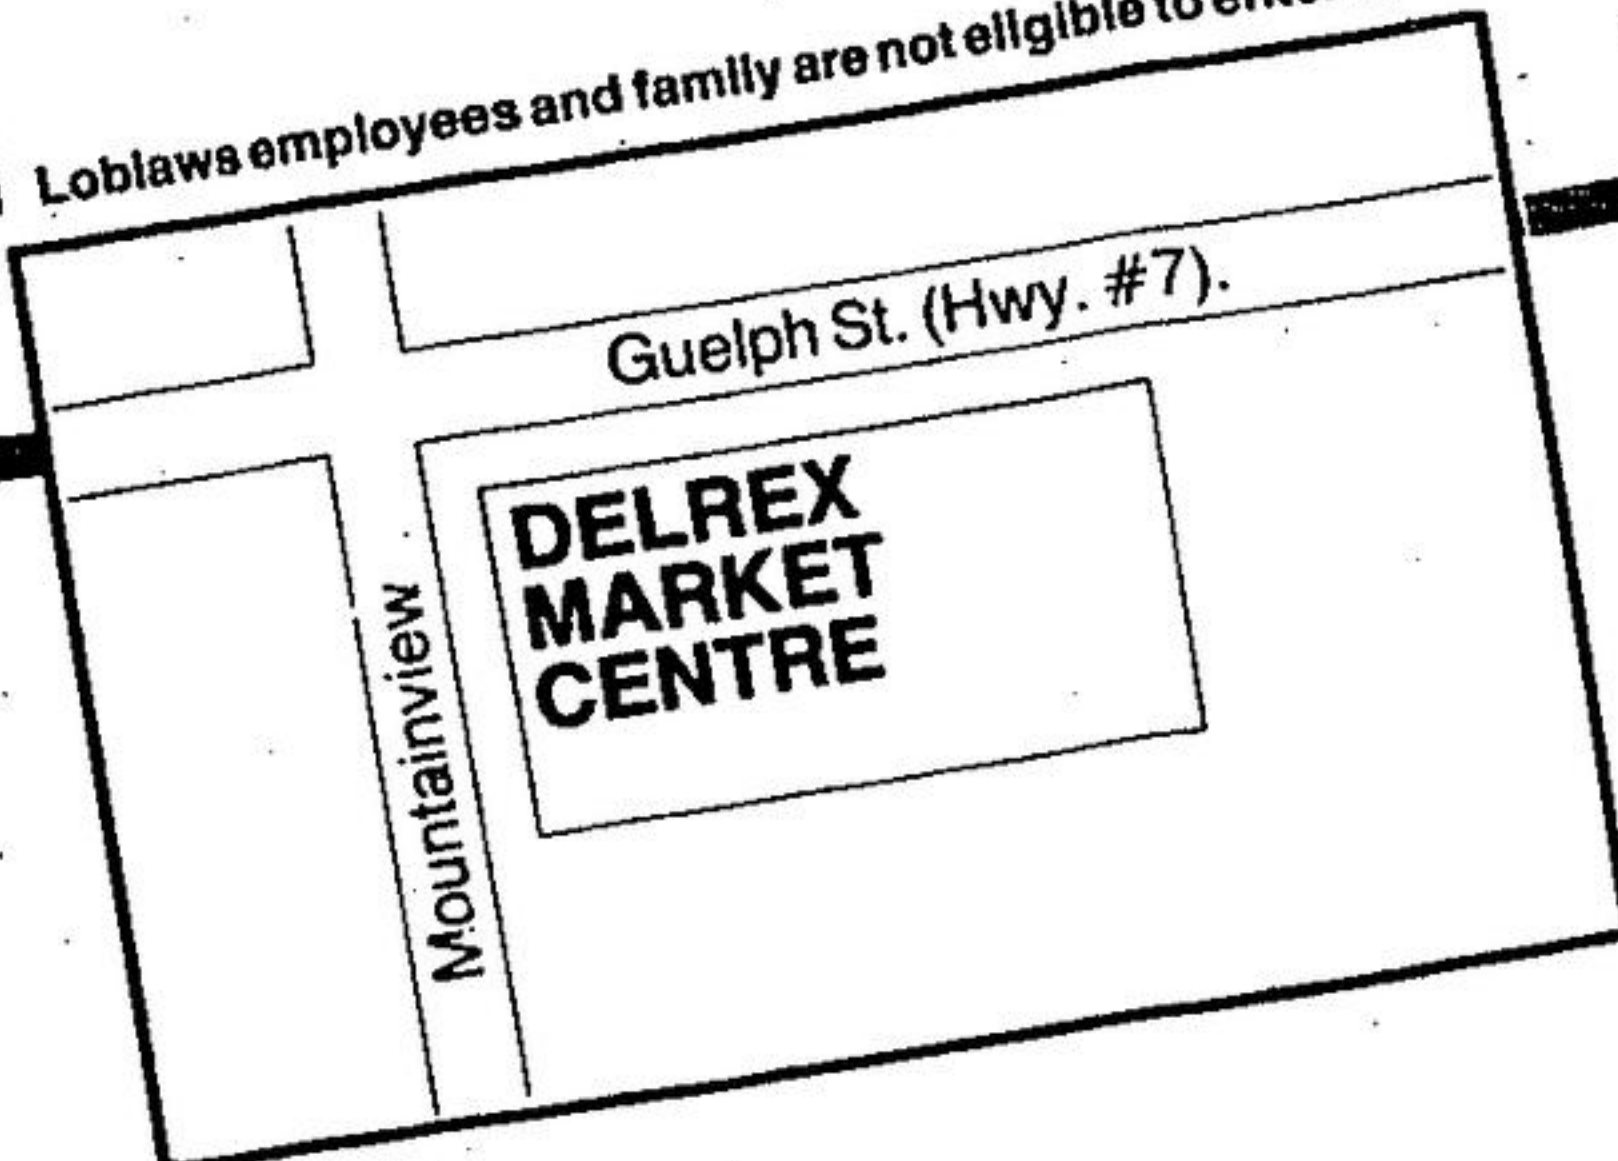 Loblaws employees and family are not eligible to
Guelph St. (Hwy. #7).
DELREX
MARKET
CENTRE
Mountainview